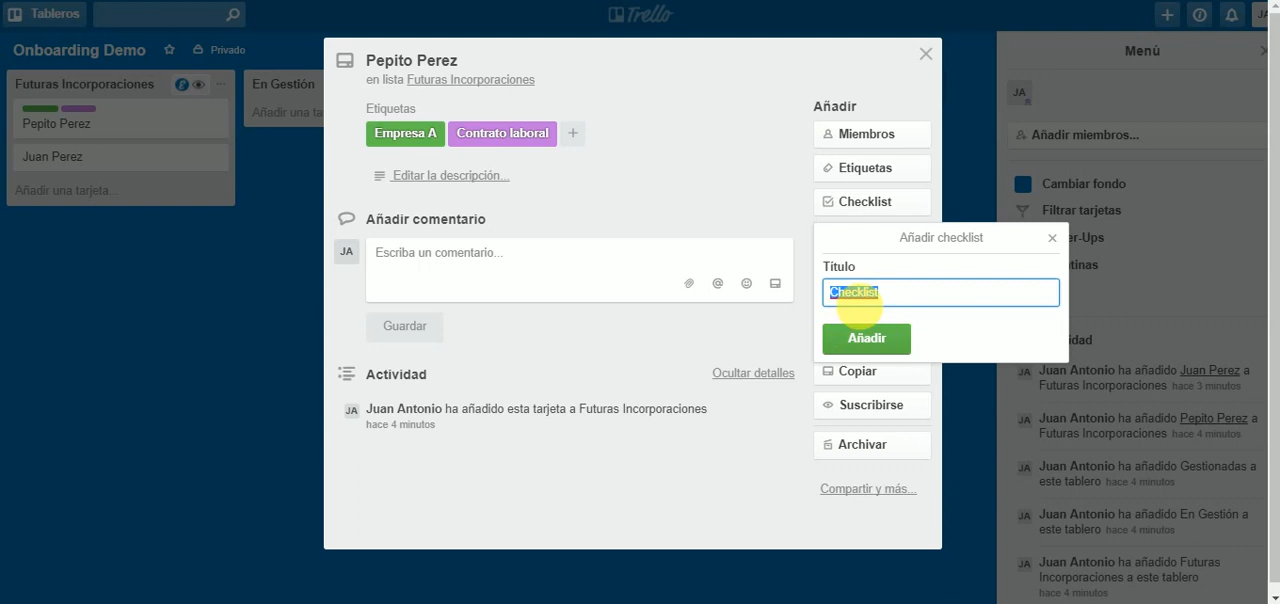 Tableros
Trello
JA
Onboarding Demo
Privado
Futuras Incorporaciones
Pepito Perez
Juan Perez
Añadir una tarjeta...
En Gestión
Añadir una ta
Pepito Perez
en lista Futuras Incorporaciones
Etiquetas
Empresa A
Contrato laboral
+
Editar la descripción...
Añadir comentario
JA
Escriba un comentario...
Guardar
Actividad
Ocultar detalles
JA
Juan Antonio ha añadido esta tarjeta a Futuras Incorporaciones
hace 4 minutos
Añadir
Miembros
Etiquetas
Checklist
Añadir checklist
Título
Checklist
Añadir
Copiar
Suscribirse
Archivar
Compartir y más...
Menú
JA
Añadir miembros...
Cambiar fondo
Filtrar tarjetas
er-Ups
tinas
dad
JA
Juan Antonio ha añadido Juan Perez a
Futuras Incorporaciones hace 3 minutos
JA
Juan Antonio ha añadido Pepito Perez a
Futuras Incorporaciones hace 4 minutos
JA
Juan Antonio ha añadido Gestionadas a
este tablero hace 4 minutos
JA
Juan Antonio ha añadido En Gestión a
este tablero hace 4 minutos
JA
Juan Antonio ha añadido Futuras
Incorporaciones a este tablero
hace 4 minutos